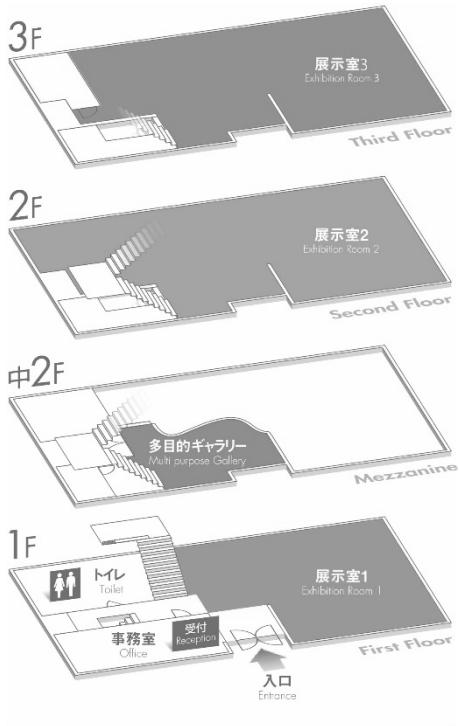 3F
展示室3
Exhibition Room 3
Third Floor
2F
展示室2
Exhibition Room 2
Second Floor
中2F
多目的ギャラリー
Multi purpose Gallery
Mezzanine
1F
トイレ
Toilet
展示室1
Exhibition Room 1
受付
Reception
事務室
Office
First Floor
入口
Entrance